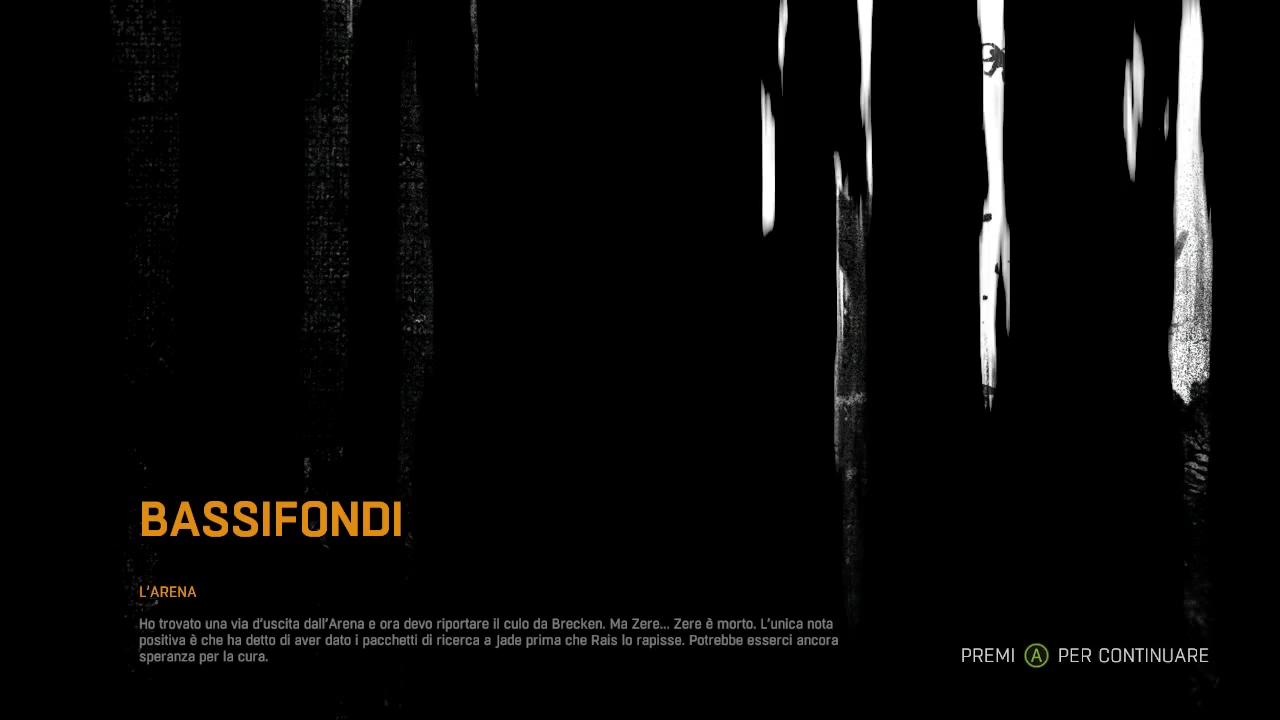 BASSIFONDI
L'ARENA
Ho trovato una via d'uscita dall'Arena e ora devo riportare il culo da Brecken. Ma Zere... Zere è morto. L'unica nota
positiva è che ha detto di aver dato i pacchetti di ricerca a Jade prima che Rais lo rapisse. Potrebbe esserci ancora
speranza per la cura.
PREMI A PER CONTINUARE